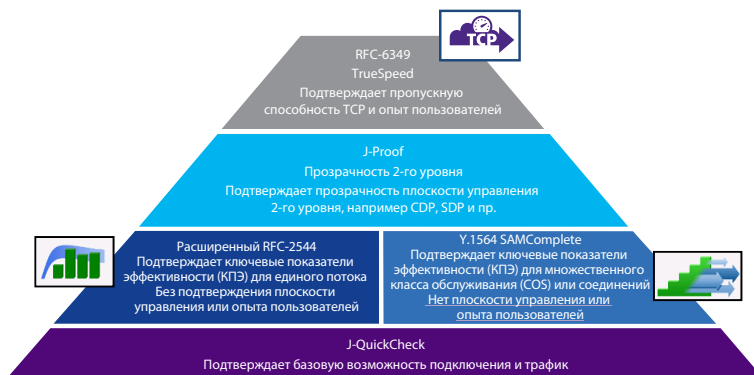 TCP
RFC-6349
TrueSpeed
Подтверждает пропускную
способность TCP и опыт пользователей
J-Proof
Прозрачность 2-го уровня
Подтверждает прозрачность плоскости управления
2-го уровня, например CDP, SDP и пр.
Расширенный RFC-2544
Подтверждает ключевые показатели
эффективности (КПЭ) для единого потока
Без подтверждения плоскости
управления или опыта пользователей
Y.1564 SAMComplete
Подтверждает ключевые показатели
эффективности (КПЭ) для множественного
класса обслуживания (COS) или соединений
Нет плоскости управления или
опыта пользователей
J-QuickCheck
Подтверждает базовую возможность подключения и трафик